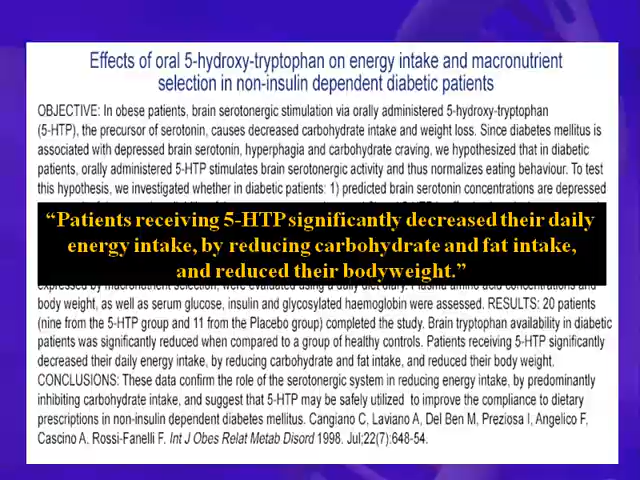 Effects of oral 5-hydroxy-tryptophan on energy intake and macronutrient
selection in non-insulin dependent diabetic patients
OBJECTIVE: In obese patients, brain serotonergic stimulation via orally administered 5-hydroxy-tryptophan
(5-HTP), the precursor of serotonin, causes decreased carbohydrate intake and weight loss. Since diabetes mellitus is
associated with depressed brain serotonin, hyperphagia and carbohydrate craving, we hypothesized that in diabetic
patients, orally administered 5-HTP stimulates brain serotonergic activity and thus normalizes eating behaviour. To test
this hypothesis, we investigated whether in diabetic patients: 1) predicted brain serotonin concentrations are depressed
“Patients receiving 5-HTP significantly decreased their daily
energy intake, by reducing carbohydrate and fat intake,
and reduced their bodyweight.”
expressed by macronutrient selection, were evaluated using a daily diet diary. Plasma amino acid concentrations and
body weight, as well as serum glucose, insulin and glycosylated haemoglobin were assessed. RESULTS: 20 patients
(nine from the 5-HTP group and 11 from the Placebo group) completed the study. Brain tryptophan availability in diabetic
patients was significantly reduced when compared to a group of healthy controls. Patients receiving 5-HTP significantly
decreased their daily energy intake, by reducing carbohydrate and fat intake, and reduced their body weight.
CONCLUSIONS: These data confirm the role of the serotonergic system in reducing energy intake, by predominantly
inhibiting carbohydrate intake, and suggest that 5-HTP may be safely utilized to improve the compliance to dietary
prescriptions in non-insulin dependent diabetes mellitus. Cangiano C, Laviano A, Del Ben M, Preziosa I, Angelico F,
Cascino A, Rossi-Fanelli F. Int J Obes Relat Metab Disord 1998. Jul;22(7):648-54.